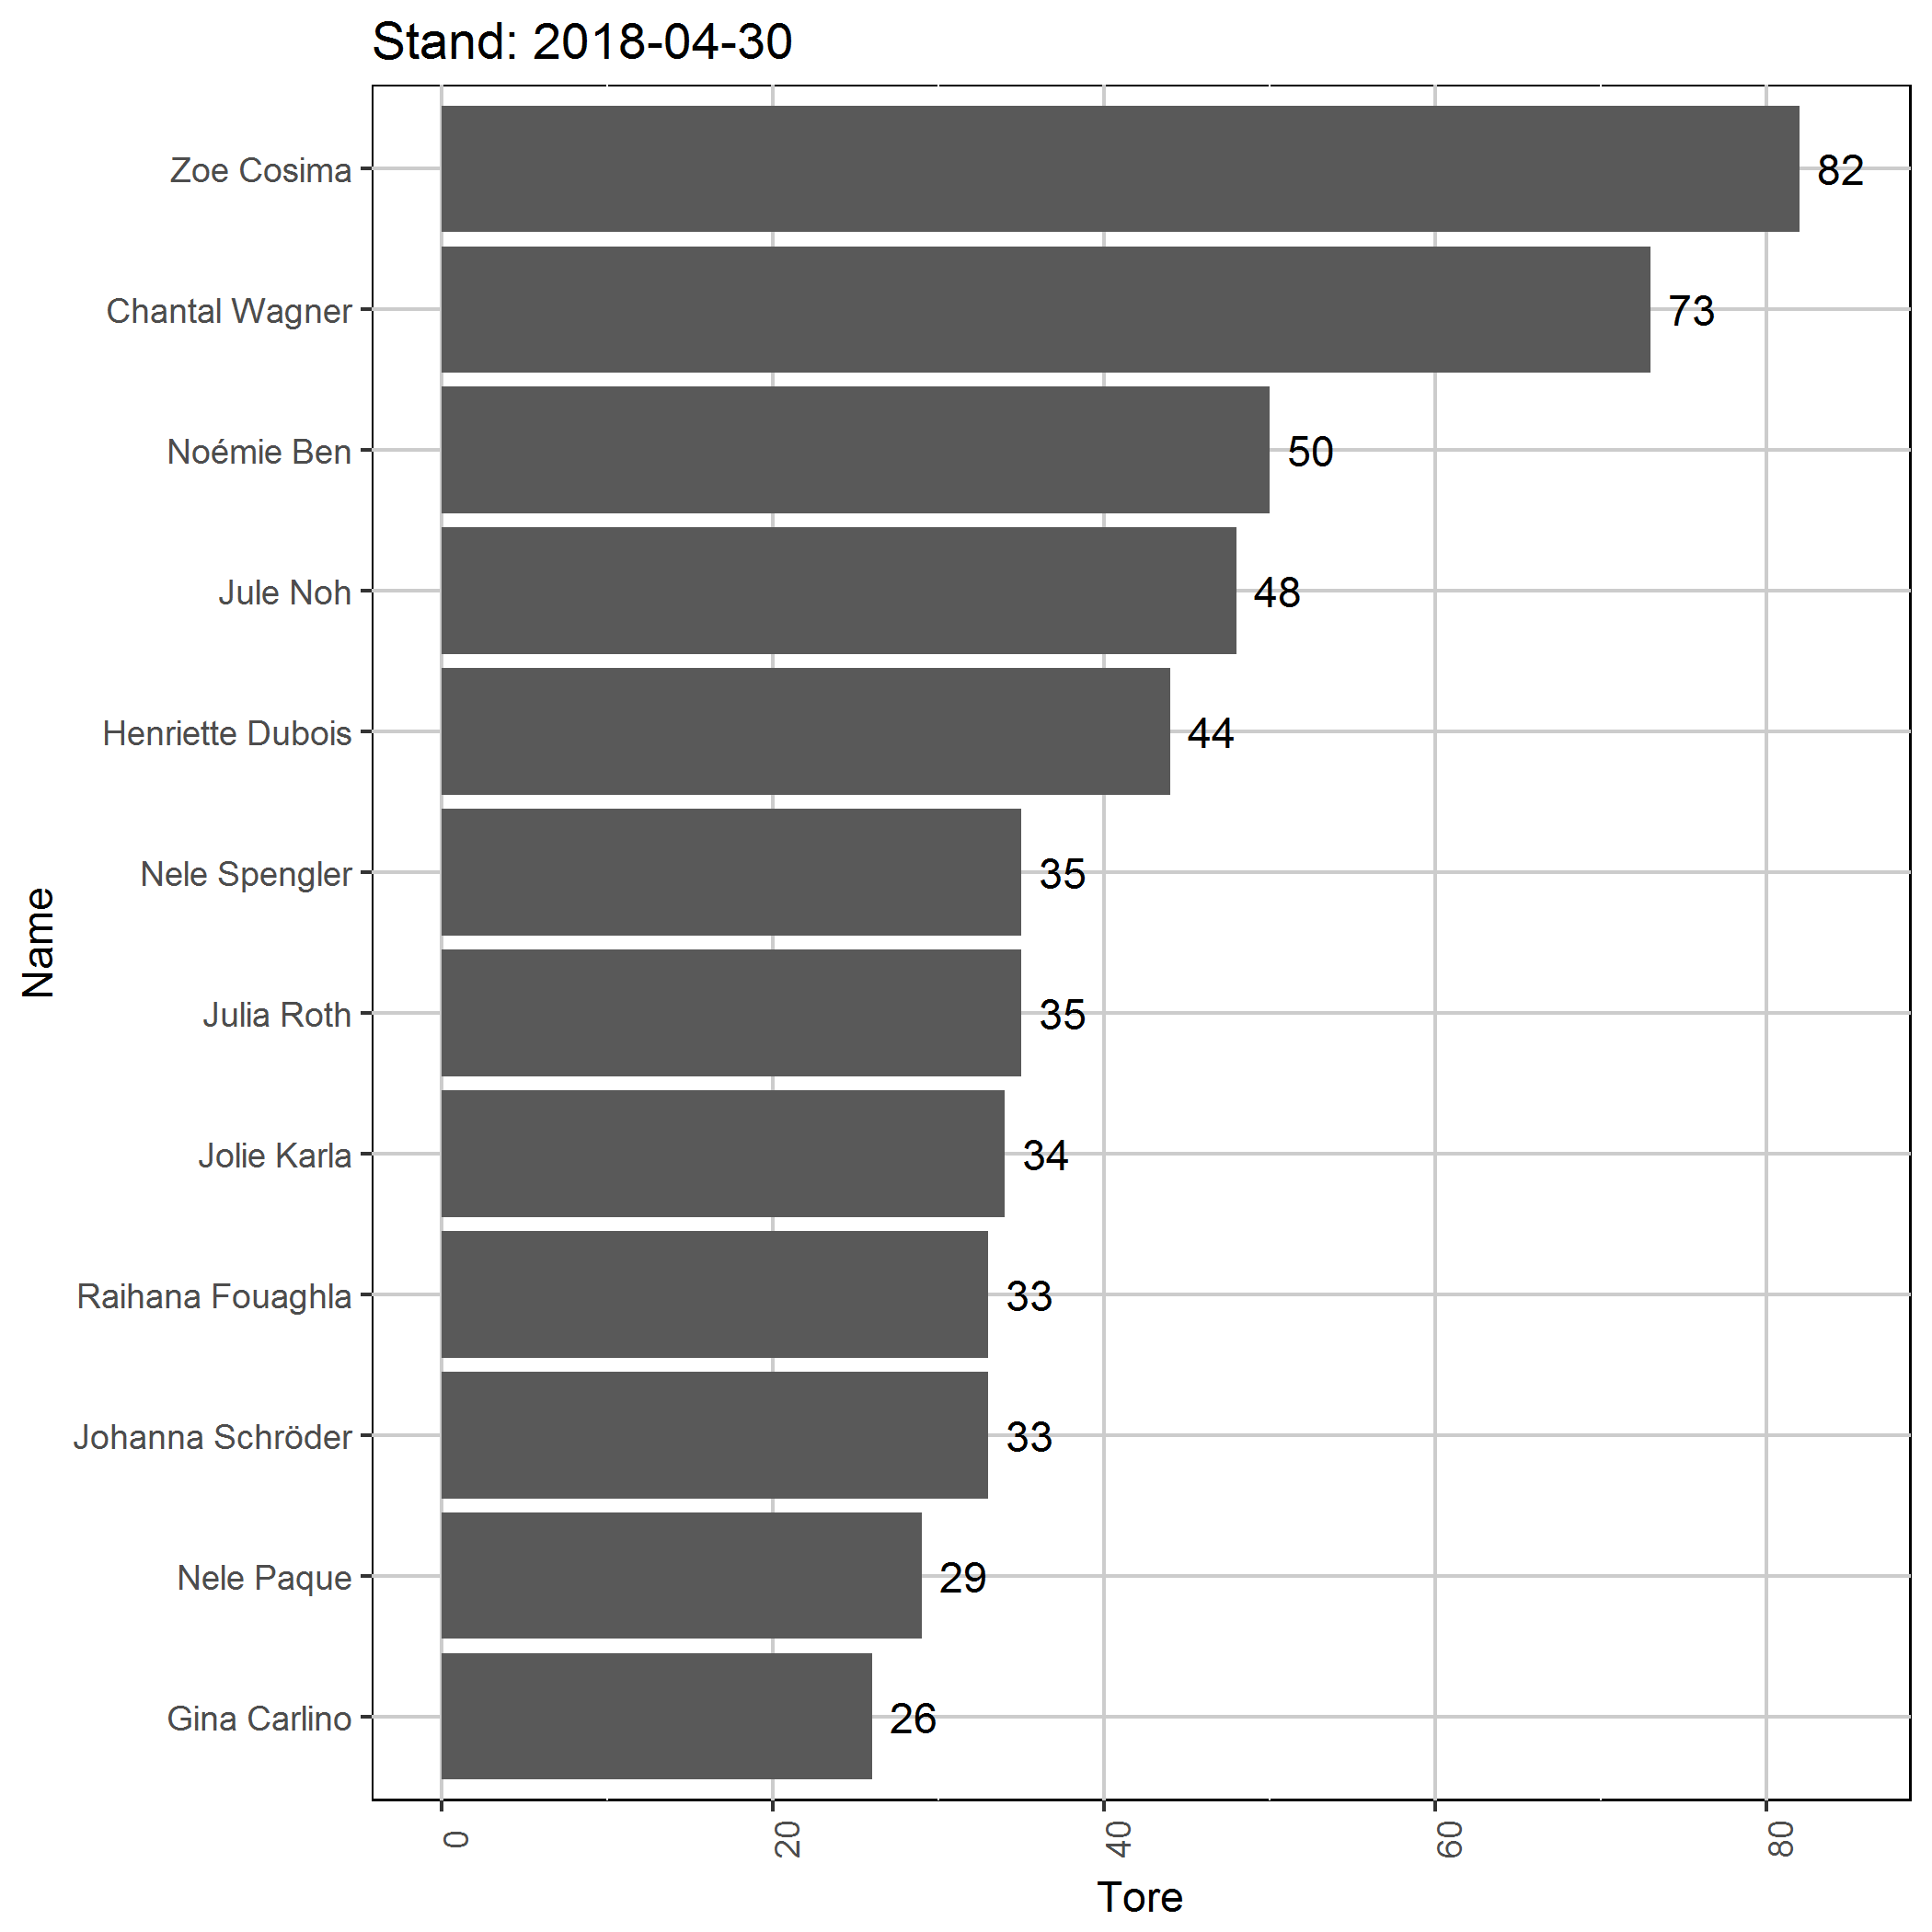 Stand: 2018-04-30
Name
Zoe Cosima 82
Chantal Wagner 73
Noémie Ben 50
Jule Noh 48
Henriette Dubois 44
Nele Spengler 35
Julia Roth 35
Jolie Karla 34
Raihana Fouaghla 33
Johanna Schröder 33
Nele Paque 29
Gina Carlino 26
0 20 40 60 80
Tore